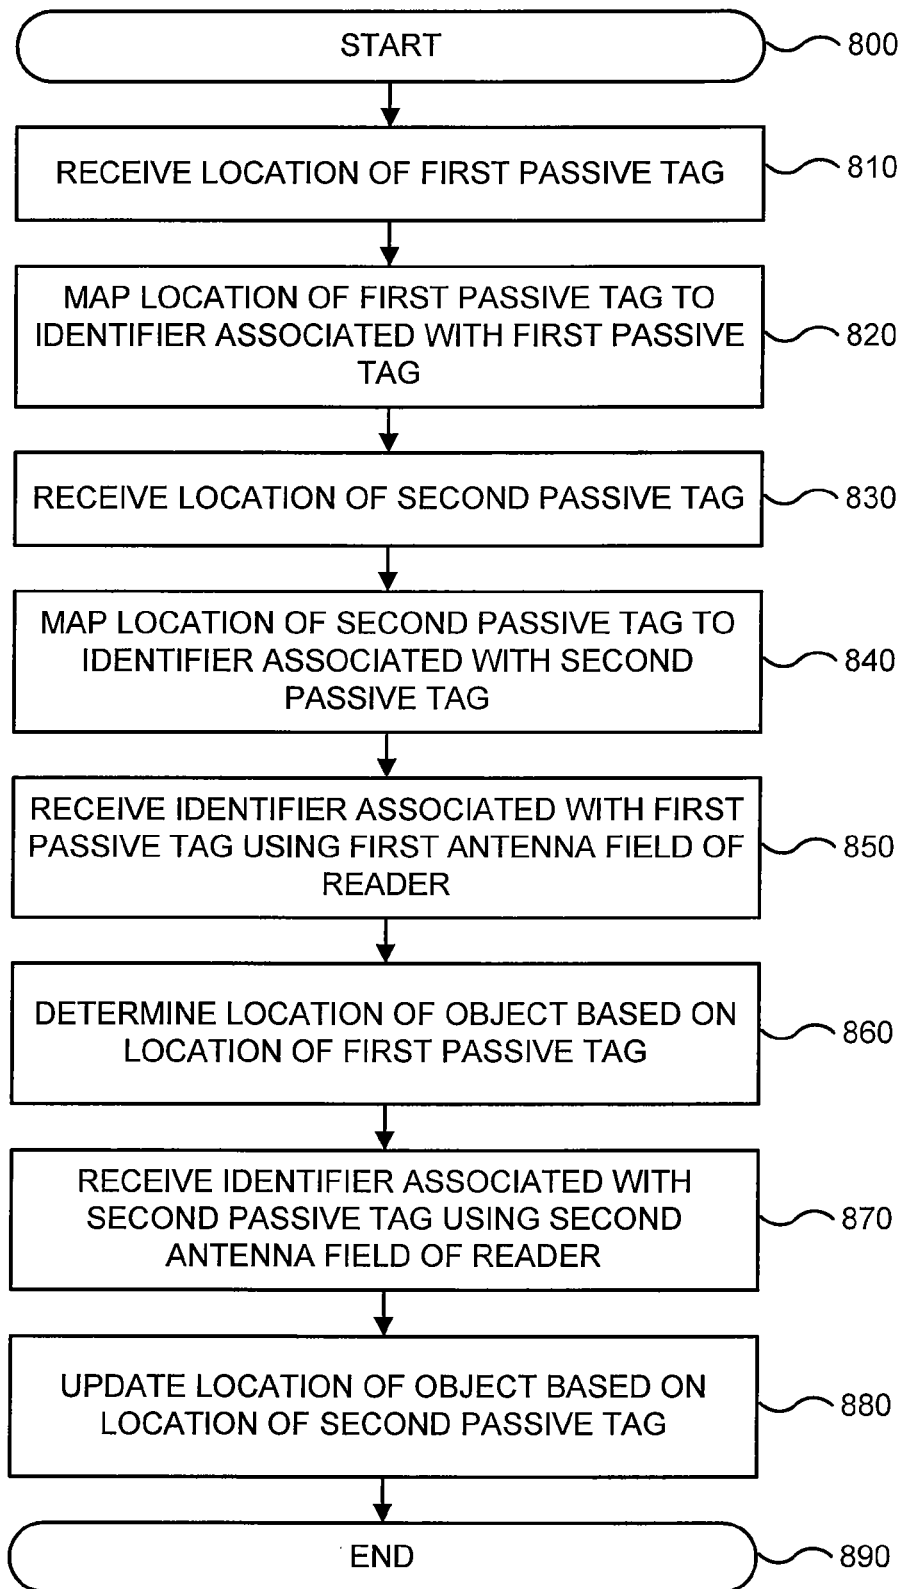 START
800
RECEIVE LOCATION OF FIRST PASSIVE TAG
810
MAP LOCATION OF FIRST PASSIVE TAG TO
IDENTIFIER ASSOCIATED WITH FIRST PASSIVE
TAG
820
RECEIVE LOCATION OF SECOND PASSIVE TAG
830
MAP LOCATION OF SECOND PASSIVE TAG TO
IDENTIFIER ASSOCIATED WITH SECOND
PASSIVE TAG
840
RECEIVE IDENTIFIER ASSOCIATED WITH FIRST
PASSIVE TAG USING FIRST ANTENNA FIELD OF
READER
850
DETERMINE LOCATION OF OBJECT BASED ON
LOCATION OF FIRST PASSIVE TAG
860
RECEIVE IDENTIFIER ASSOCIATED WITH
SECOND PASSIVE TAG USING SECOND
ANTENNA FIELD OF READER
870
UPDATE LOCATION OF OBJECT BASED ON
LOCATION OF SECOND PASSIVE TAG
880
END
890